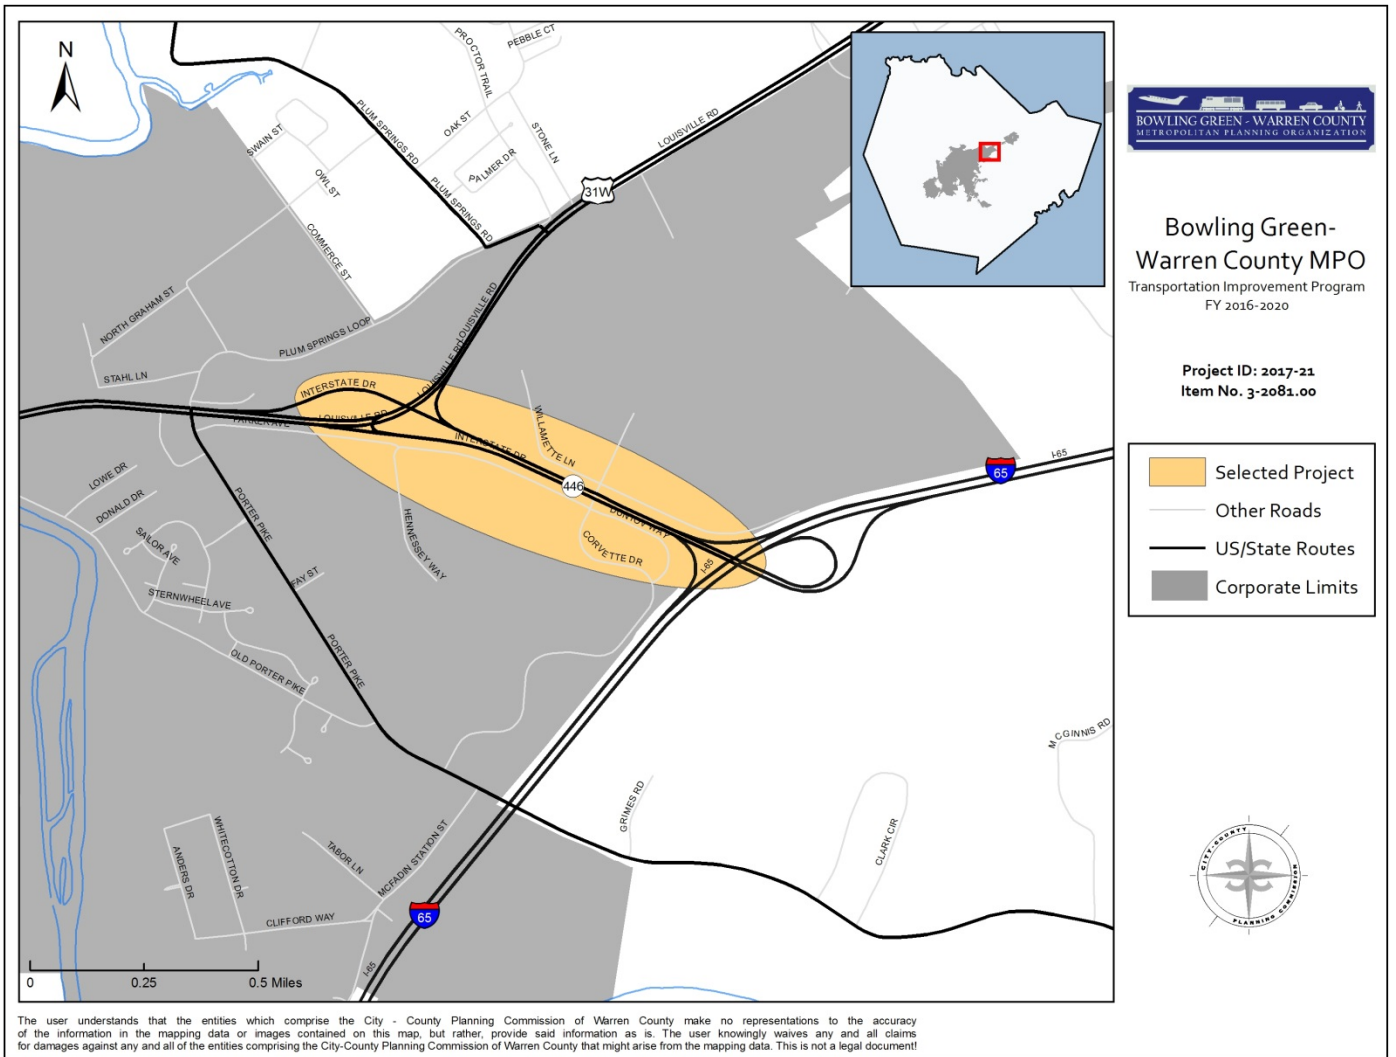 N
PROCTOR TRAIL
PEBBLE CT
PLUM SPRINGS RD
OAK ST
STONE LN
LOUISVILLE RD
SWAIN ST
PALMER DR
OWL ST
PLUM SPRINGS RD
31W
COMMERCE ST
NORTH GRAHAM ST
PLUM SPRINGS LOOP
LOUISVILLE RD
LOUISVILLE RD
STAHL LN
INTERSTATE DR
LOUISVILLE RD
PARKER AVE
WILLAMETTE LN
INTERSTATE DR
I-65
65
446
LOWE DR
DONALD DR
PORTER PIKE
HENNESSEY WAY
DUNTOV WAY
SAILOR AVE
CORVETTE DR
I-65
FAY ST
STERNWHEEL AVE
OLD PORTER PIKE
PORTER PIKE
MCGINNIS RD
GRIMES RD
CLARK CIR
WHITECOTTON DR
TABOR LN
MCFADIN STATION ST
ANDERS DR
CLIFFORD WAY
65
I-65
0 0.25 0.5 Miles
BOWLING GREEN - WARREN COUNTY
METROPOLITAN PLANNING ORGANIZATION
Bowling Green-
Warren County MPO
Transportation Improvement Program
FY 2016-2020
Project ID: 2017-21
Item No. 3-2081.00
Selected Project
Other Roads
US/State Routes
Corporate Limits
CITY-COUNTY
PLANNING COMMISSION
The user understands that the entities which comprise the City - County Planning Commission of Warren County make no representations to the accuracy
of the information in the mapping data or images contained on this map, but rather, provide said information as is. The user knowingly waives any and all claims
for damages against any and all of the entities comprising the City-County Planning Commission of Warren County that might arise from the mapping data. This is not a legal document!